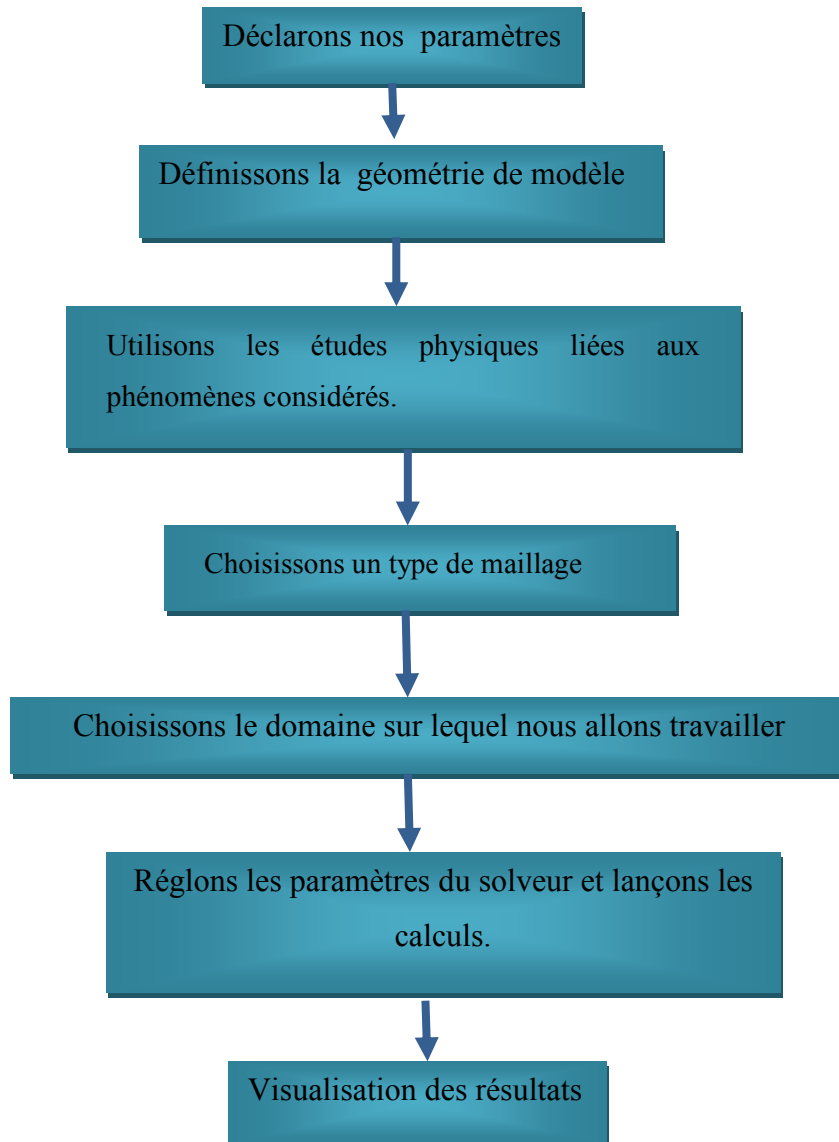 Déclarons nos paramètres
Définissons la géométrie de modèle
Utilisons les études physiques liées aux
phénomènes considérés.
Choisissons un type de maillage
Choisissons le domaine sur lequel nous allons travailler
Réglons les paramètres du solveur et lançons les
calculs.
Visualisation des résultats